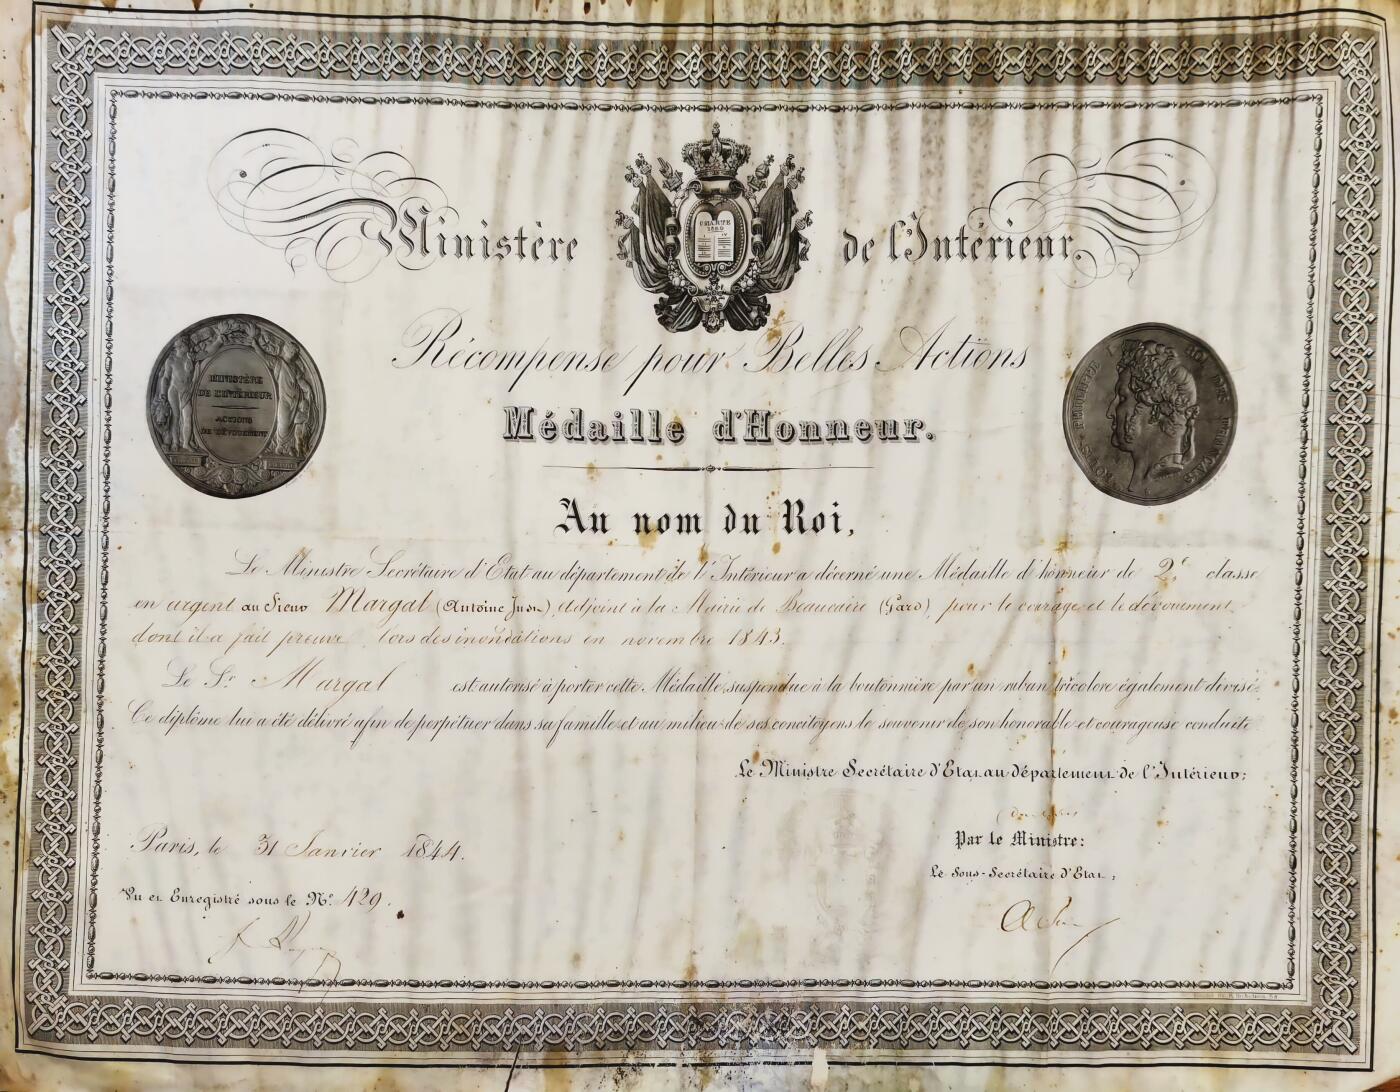 Ministère de l'Intérieur.
CHARTE
1830
Récompense pour Belles Actions
Médaille d'Honneur.
MINISTÈRE
DE L'INTÉRIEUR
ACTIONS
DE DÉVOUEMENT
LOUIS PHILIPPE I ROI DES FRANÇAIS
Au nom du Roi,
Le Ministre Secrétaire d'Etat au département de l'Intérieur a décerné une Médaille d'honneur de 2e classe
en argent au Sieur Margal (Antoine Juste), Adjoint à la Mairie de Beaucaire (Gard), pour le courage et le dévouement
dont il a fait preuve lors des inondations en novembre 1843.
Le Sr. Margal est autorisé à porter cette Médaille, suspendue à la boutonnière par un ruban tricolore également divisé.
Ce diplôme lui a été délivré afin de perpétuer dans sa famille et au milieu de ses concitoyens le souvenir de son honorable et courageuse conduite
Le Ministre Secrétaire d'Etat au département de l'Intérieur;
Par le Ministre:
Le Sous-Secrétaire d'Etat,
Paris, le 31 Janvier 1844.
Vu et Enregistré sous le No. 429.